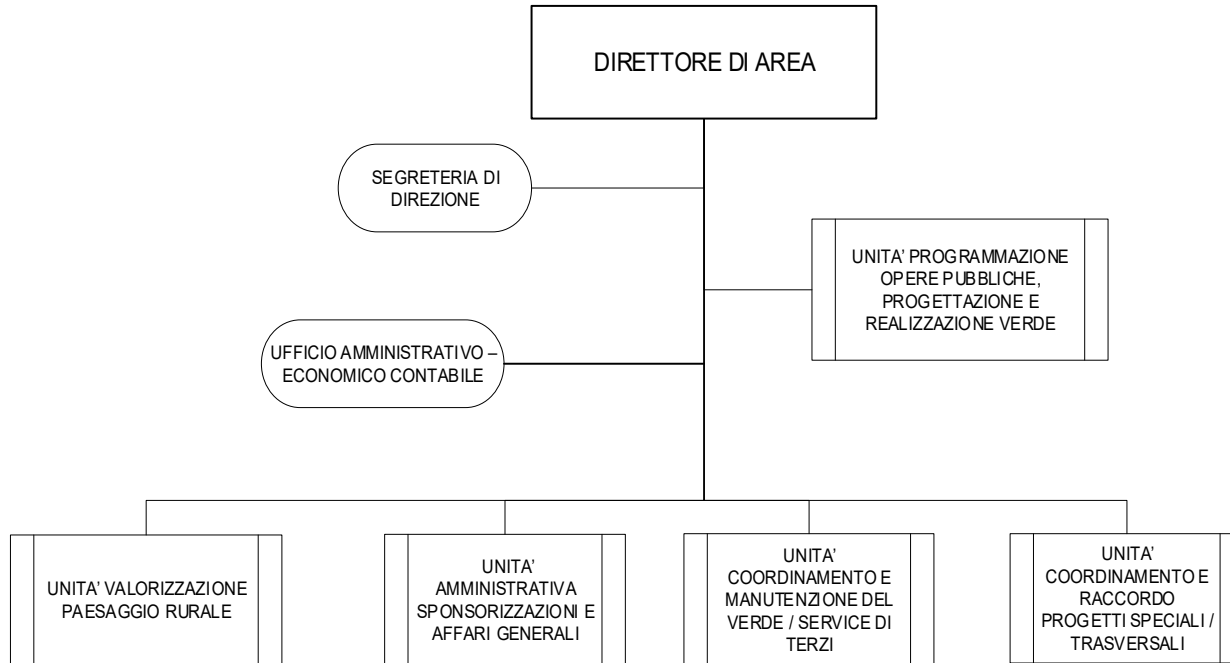 DIRETTORE DI AREA
SEGRETERIA DI
DIREZIONE
UNITA’ PROGRAMMAZIONE
OPERE PUBBLICHE,
PROGETTAZIONE E
REALIZZAZIONE VERDE
UFFICIO AMMINISTRATIVO –
ECONOMICO CONTABILE
UNITA’ VALORIZZAZIONE
PAESAGGIO RURALE
UNITA’
AMMINISTRATIVA
SPONSORIZZAZIONI E
AFFARI GENERALI
UNITA’
COORDINAMENTO E
MANUTENZIONE DEL
VERDE / SERVICE DI
TERZI
UNITA’
COORDINAMENTO E
RACCORDO
PROGETTI SPECIALI /
TRASVERSALI